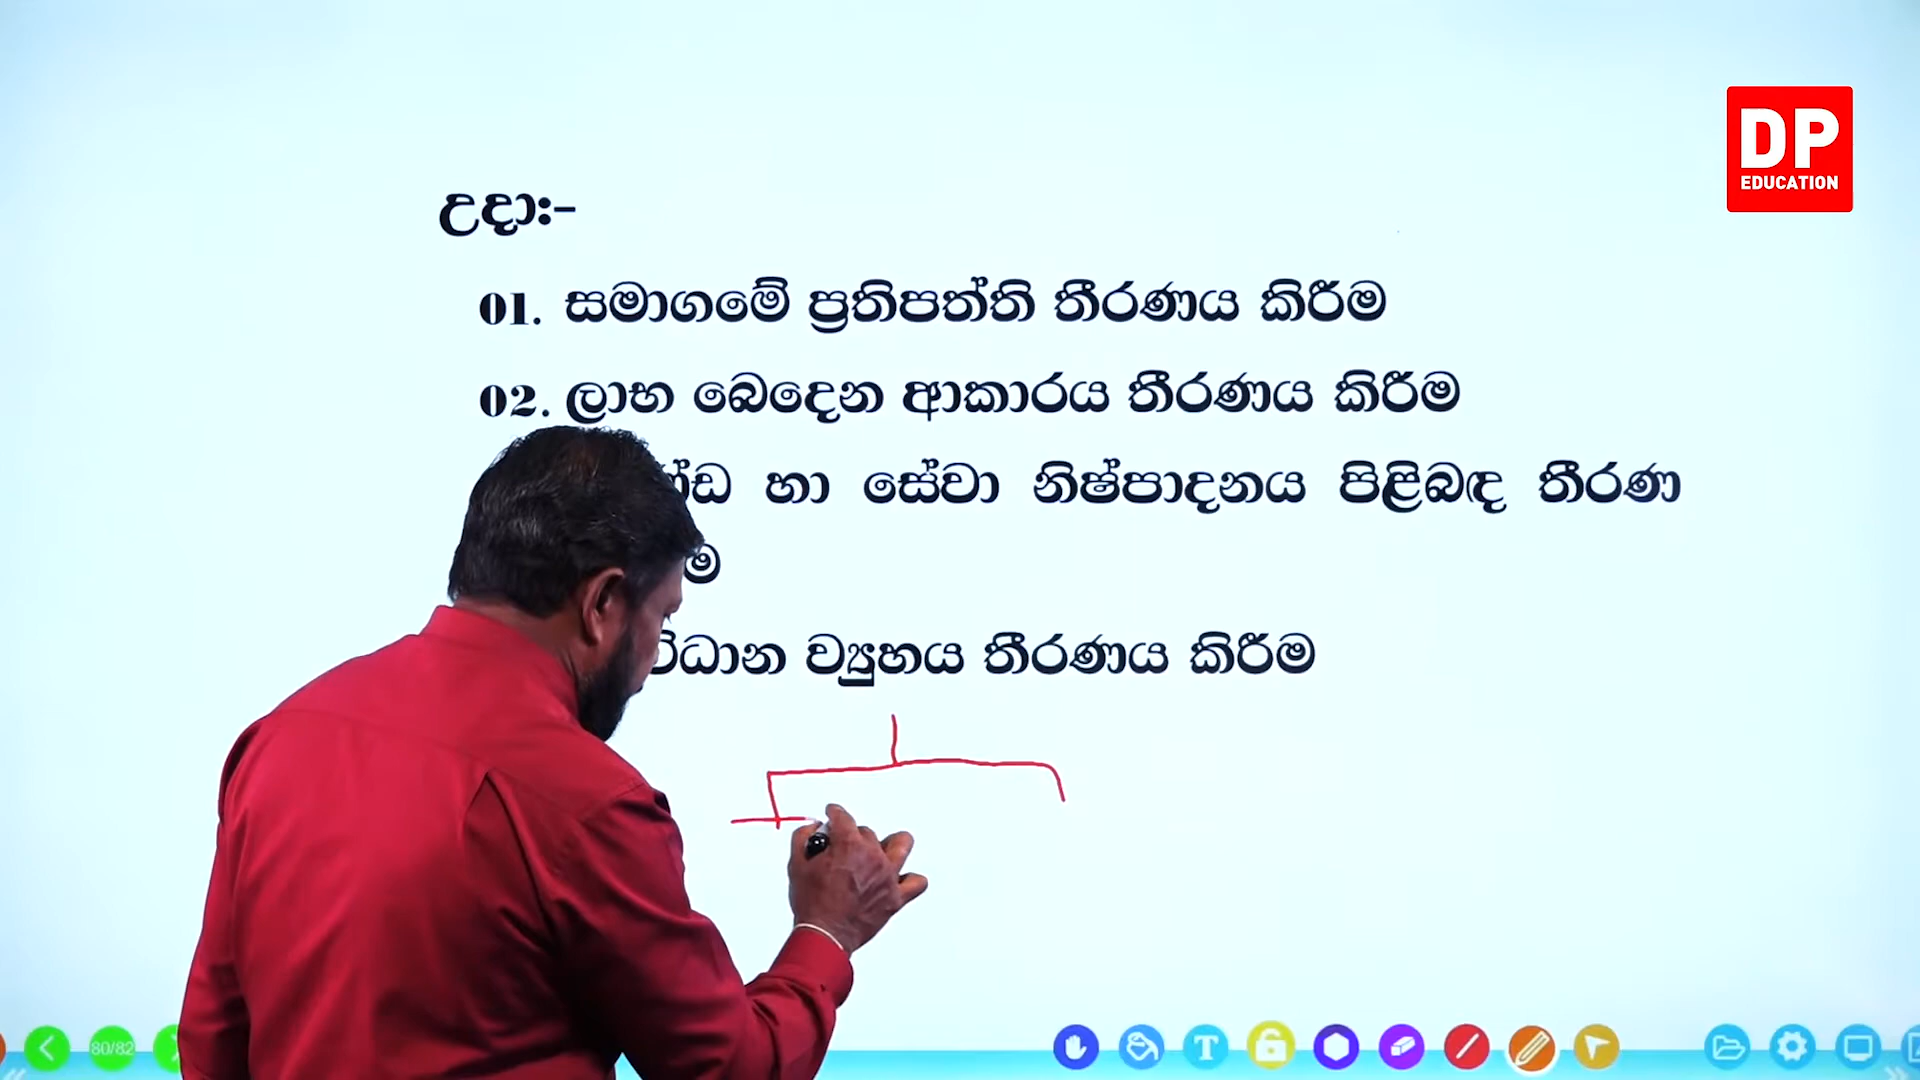 DP
EDUCATION
උදා:-
01. සමාගමේ ප්‍රතිපත්ති තීරණය කිරීම
02. ලාභ බෙදෙන ආකාරය තීරණය කිරීම
හා සේවා නිෂ්පාදනය පිළිබඳ තීරණ
ව්‍යුහය තීරණය කිරීම
80/82
T